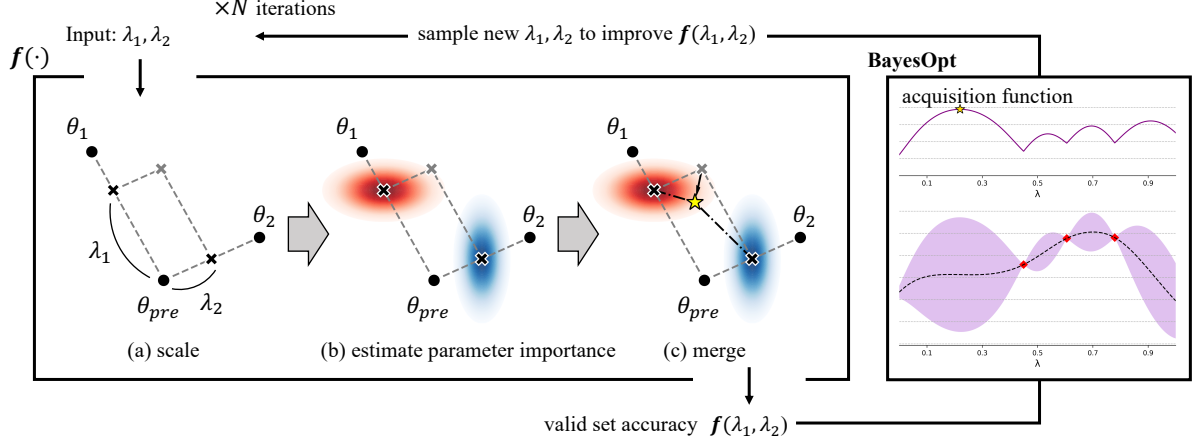 ×N iterations
Input: λ₁, λ₂
sample new λ₁, λ₂ to improve f(λ₁, λ₂)
f(·)
BayesOpt
acquisition function
0.1 0.3 0.5 0.7 0.9
λ
θ₁
θ₂
λ₁
λ₂
θpre
(a) scale
θ₁
θ₂
θpre
(b) estimate parameter importance
θ₁
θ₂
θpre
(c) merge
0.1 0.3 0.5 0.7 0.9
λ
valid set accuracy f(λ₁, λ₂)